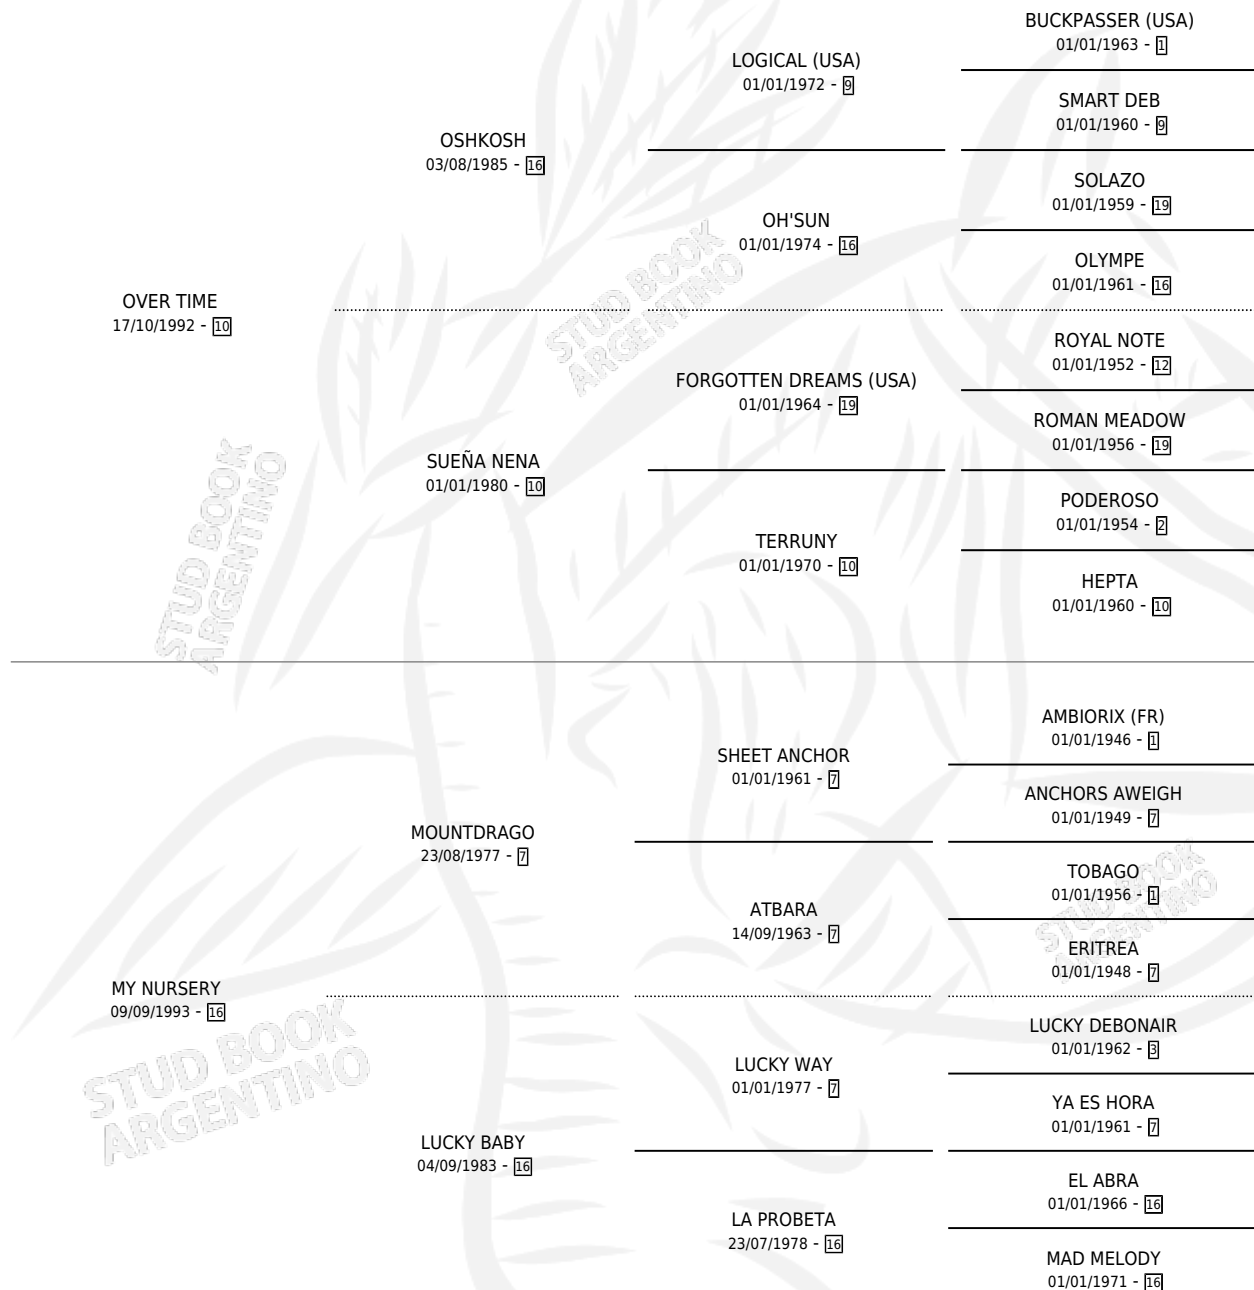 BUCKPASSER (USA)
01/01/1963 - 1
LOGICAL (USA)
01/01/1972 - 9
SMART DEB
01/01/1960 - 9
OSHKOSH
03/08/1985 - 16
SOLAZO
01/01/1959 - 19
OH'SUN
01/01/1974 - 16
OLYMPE
01/01/1961 - 16
OVER TIME
17/10/1992 - 10
ROYAL NOTE
01/01/1952 - 12
FORGOTTEN DREAMS (USA)
01/01/1964 - 19
ROMAN MEADOW
01/01/1956 - 19
SUEÑA NENA
01/01/1980 - 10
PODEROSO
01/01/1954 - 2
TERRUNY
01/01/1970 - 10
HEPTA
01/01/1960 - 10
AMBIORIX (FR)
01/01/1946 - 1
SHEET ANCHOR
01/01/1961 - 7
ANCHORS AWEIGH
01/01/1949 - 7
MOUNTDRAGO
23/08/1977 - 7
TOBAGO
01/01/1956 - 1
ATBARA
14/09/1963 - 7
ERITREA
01/01/1948 - 7
MY NURSERY
09/09/1993 - 16
LUCKY DEBONAIR
01/01/1962 - 3
LUCKY WAY
01/01/1977 - 7
YA ES HORA
01/01/1961 - 7
LUCKY BABY
04/09/1983 - 16
EL ABRA
01/01/1966 - 16
LA PROBETA
23/07/1978 - 16
MAD MELODY
01/01/1971 - 16
STUD BOOK
ARGENTINO
STUD BOOK
ARGENTINO
STUD BOOK
ARGENTINO
STUD BOOK
ARGENTINO